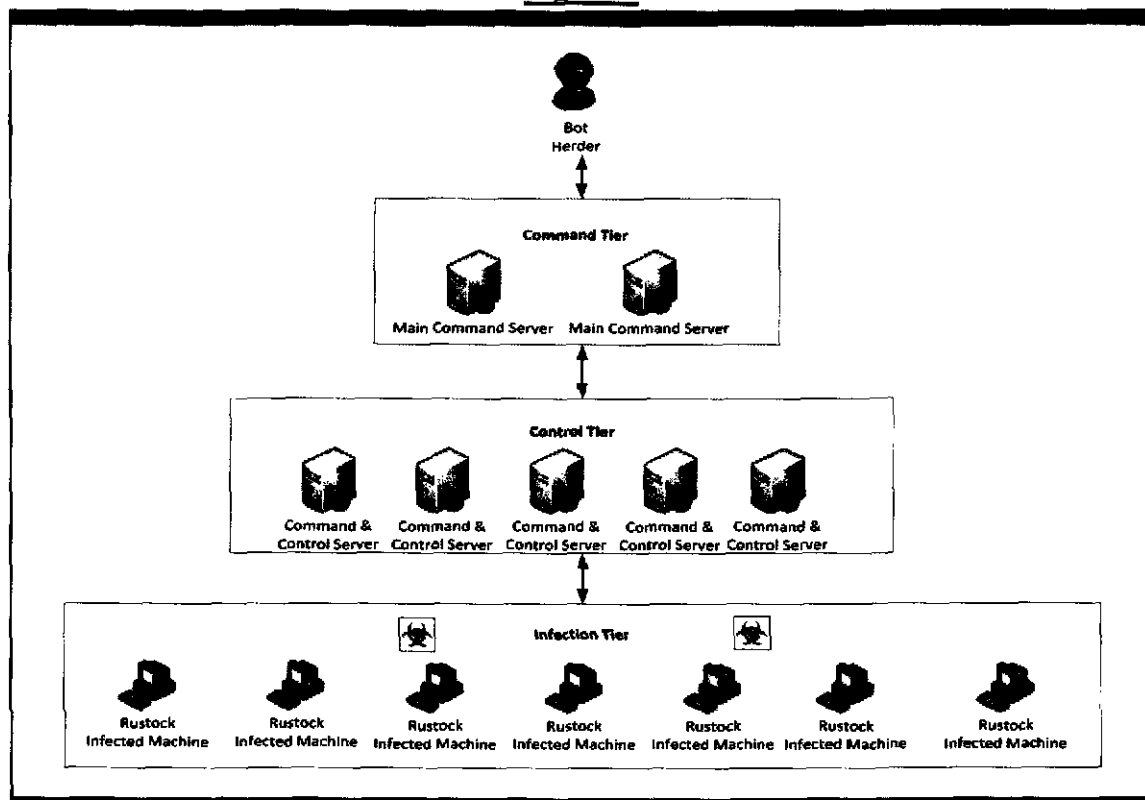 Bot
Herder
Command Tier
Main Command Server Main Command Server
Control Tier
Command & Command & Command & Command & Command &
Control Server Control Server Control Server Control Server Control Server
Infection Tier
Rustock Rustock Rustock Rustock Rustock Rustock Rustock
Infected Machine Infected Machine Infected Machine Infected Machine Infected Machine Infected Machine Infected Machine